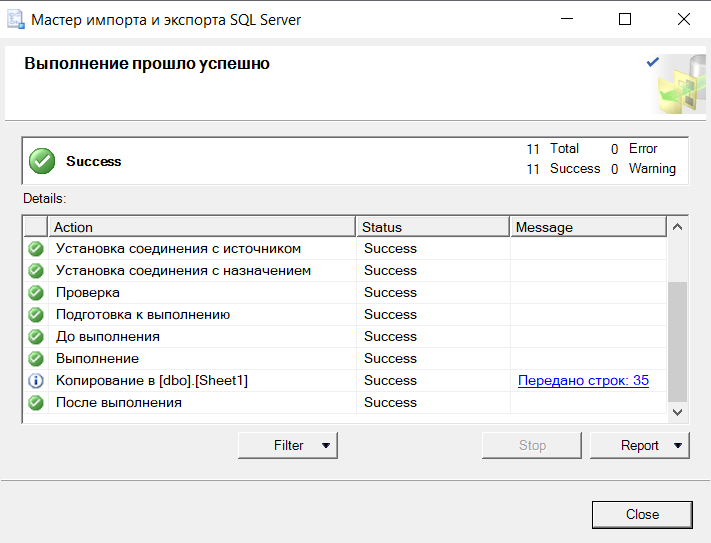 Мастер импорта и экспорта SQL Server
Выполнение прошло успешно
Success
11 Total 0 Error
11 Success 0 Warning
Details:
Action Status Message
Установка соединения с источником Success
Установка соединения с назначением Success
Проверка Success
Подготовка к выполнению Success
До выполнения Success
Выполнение Success
Копирование в [dbo].[Sheet1] Success Передано строк: 35
После выполнения Success
Filter Stop Report
Close